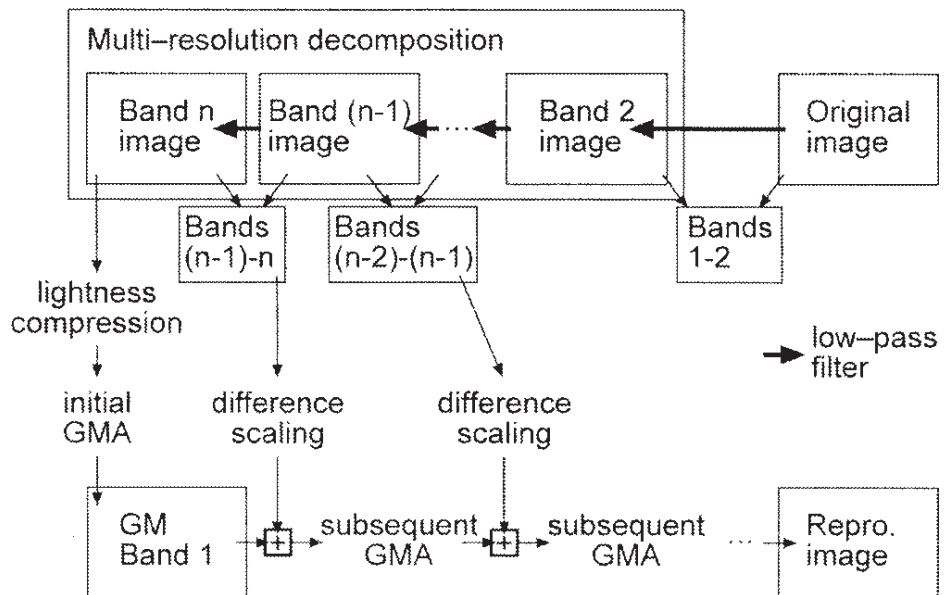 Multi–resolution decomposition
Band n
image
Band (n-1)
image
...
Band 2
image
Original
image
Bands
(n-1)-n
Bands
(n-2)-(n-1)
Bands
1-2
lightness
compression
low–pass
filter
initial
GMA
difference
scaling
difference
scaling
GM
Band 1
+
subsequent
GMA
+
subsequent
GMA
...
Repro.
image